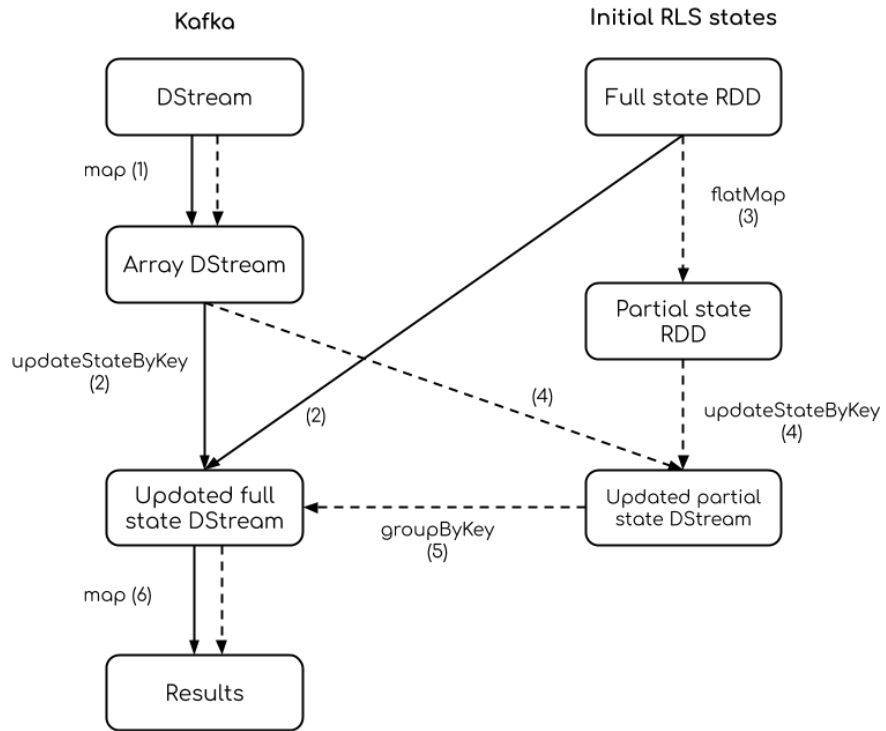 Kafka
Initial RLS states
DStream
Full state RDD
map (1)
flatMap
(3)
Array DStream
Partial state
RDD
updateStateByKey
(2)
(4)
(2)
updateStateByKey
(4)
Updated full
state DStream
Updated partial
state DStream
groupByKey
(5)
map (6)
Results